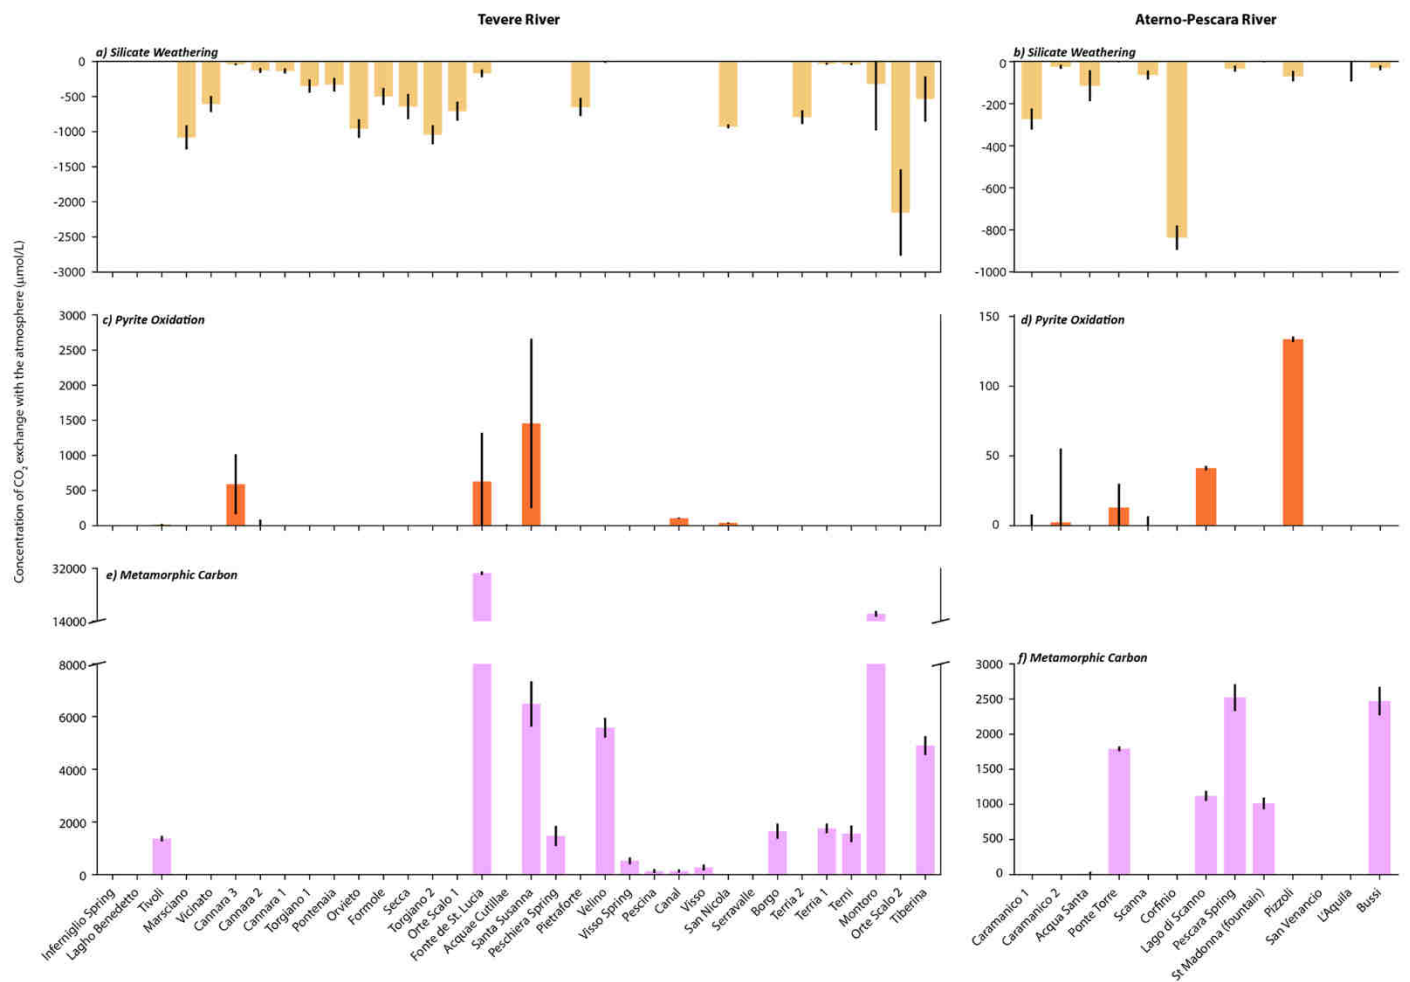 Tevere River
Aterno-Pescara River
a) Silicate Weathering
0
-500
-1000
-1500
-2000
-2500
-3000
b) Silicate Weathering
0
-200
-400
-600
-800
-1000
Concentration of CO2 exchange with the atmosphere (µmol/L)
c) Pyrite Oxidation
3000
2500
2000
1500
1000
500
0
d) Pyrite Oxidation
150
100
50
0
e) Metamorphic Carbon
32000
14000
8000
6000
4000
2000
0
f) Metamorphic Carbon
3000
2500
2000
1500
1000
500
0
Inferniglio Spring
Lagho Benedetto
Tivoli
Marsciano
Vicinato
Cannara 3
Cannara 2
Cannara 1
Torgiano 1
Pontenaia
Orvieto
Formole
Secca
Torgiano 2
Orte Scalo 1
Fonte de St. Lucia
Acquae Cutillae
Santa Susanna
Peschiera Spring
Pietraforte
Velino
Visso Spring
Pescina
Canal
Visso
San Nicola
Serravalle
Borgo
Terria 2
Terria 1
Terni
Montoro
Orte Scalo 2
Tiberina
Caramanico 1
Caramanico 2
Acqua Santa
Ponte Torre
Scanna
Corfinio
Lago di Scanno
Pescara Spring
St Madonna (fountain)
Pizzoli
San Venancio
L'Aquila
Bussi